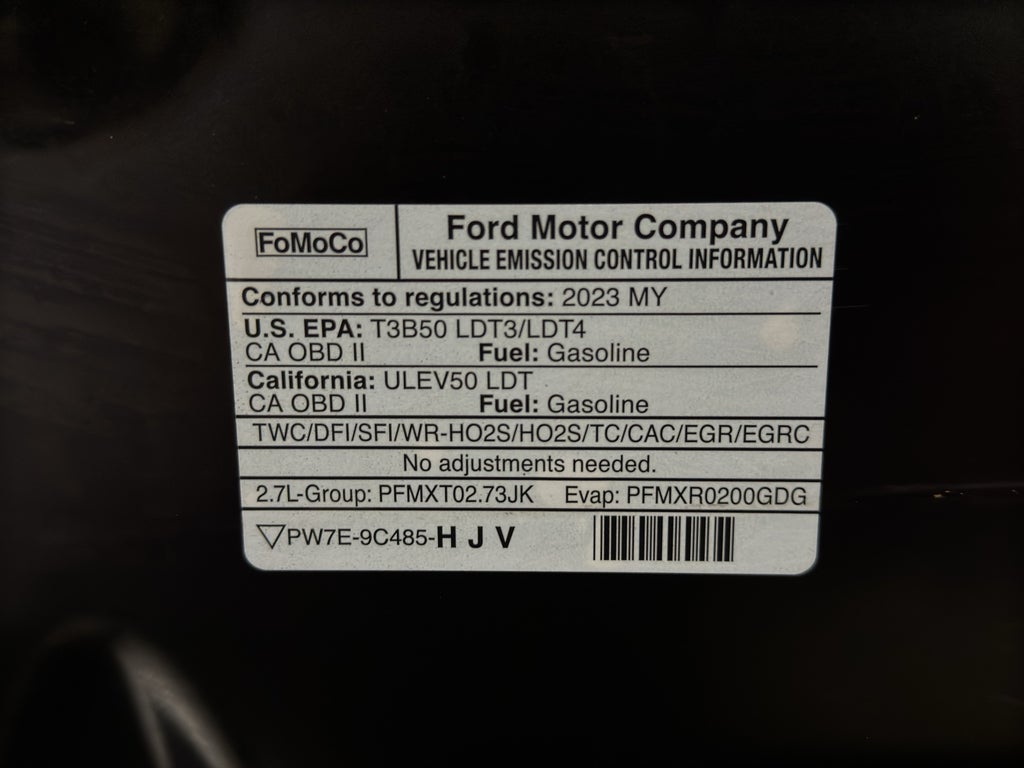 FoMoCo
Ford Motor Company
VEHICLE EMISSION CONTROL INFORMATION
Conforms to regulations: 2023 MY
U.S. EPA: T3B50 LDT3/LDT4
CA OBD II Fuel: Gasoline
California: ULEV50 LDT
CA OBD II Fuel: Gasoline
TWC/DFI/SFI/WR-HO2S/HO2S/TC/CAC/EGR/EGRC
No adjustments needed.
2.7L-Group: PFMXT02.73JK Evap: PFMXR0200GDG
PW7E-9C485-H J V